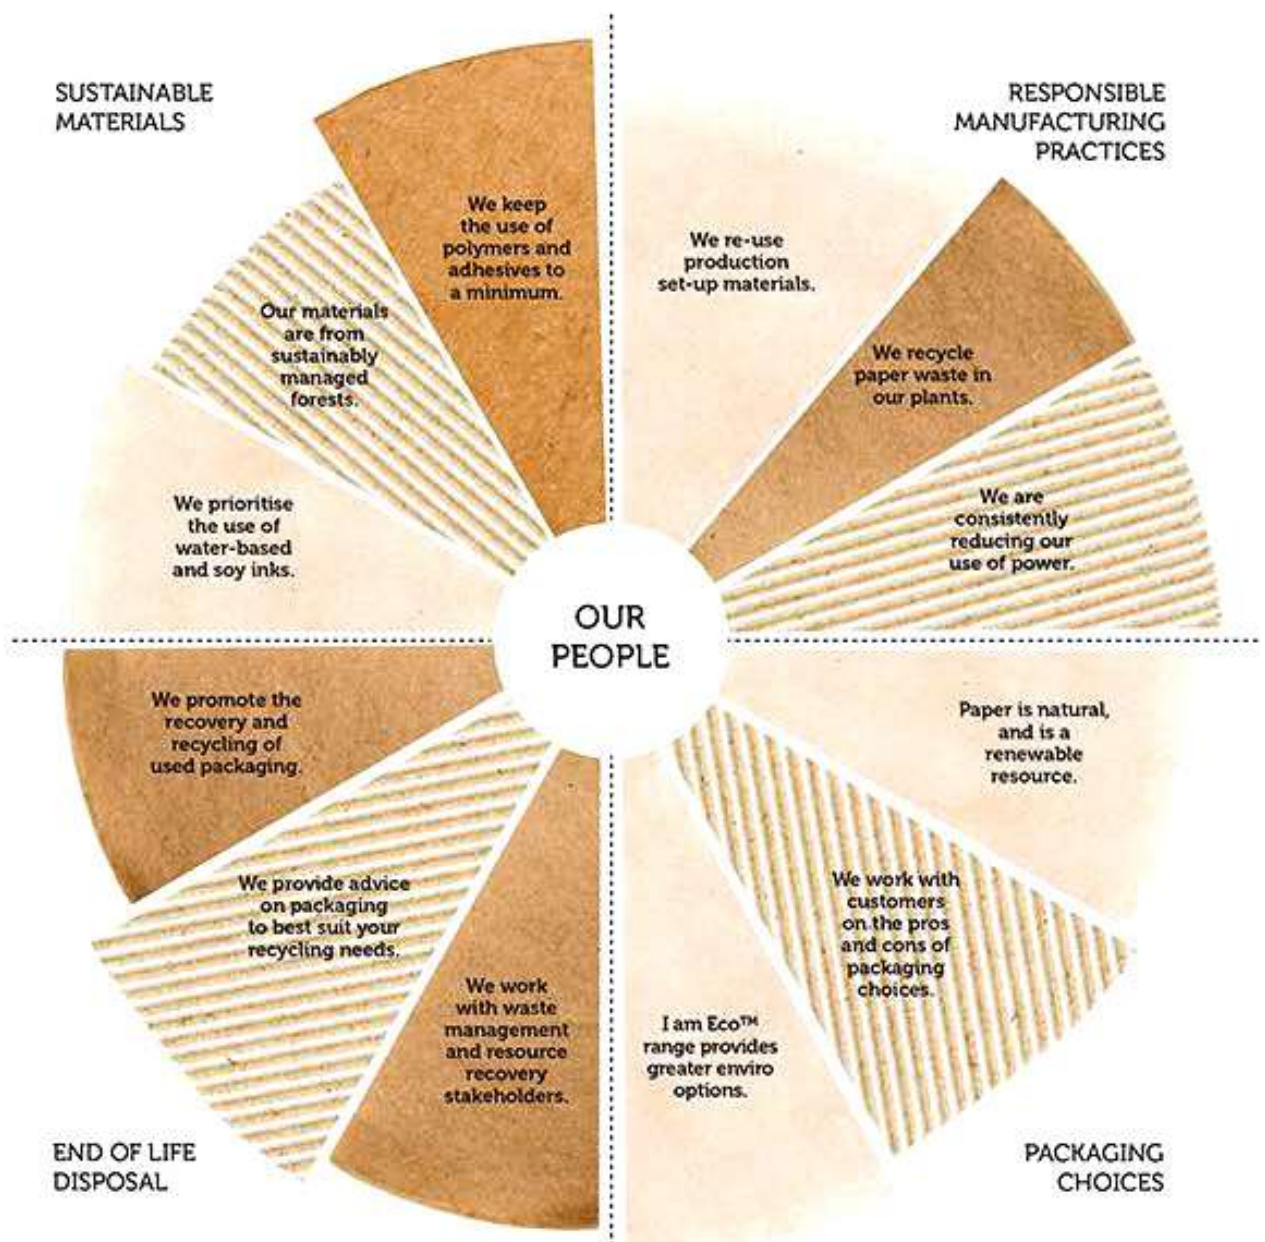 SUSTAINABLE
MATERIALS
We keep
the use of
polymers and
adhesives to
a minimum.
Our materials
are from
sustainably
managed
forests.
We prioritise
the use of
water-based
and soy inks.
RESPONSIBLE
MANUFACTURING
PRACTICES
We re-use
production
set-up materials.
We recycle
paper waste in
our plants.
We are
consistently
reducing our
use of power.
OUR
PEOPLE
We promote the
recovery and
recycling of
used packaging.
We provide advice
on packaging
to best suit your
recycling needs.
We work
with waste
management
and resource
recovery
stakeholders.
END OF LIFE
DISPOSAL
Paper is natural,
and is a
renewable
resource.
We work with
customers
on the pros
and cons of
packaging
choices.
I am Eco™
range provides
greater enviro
options.
PACKAGING
CHOICES